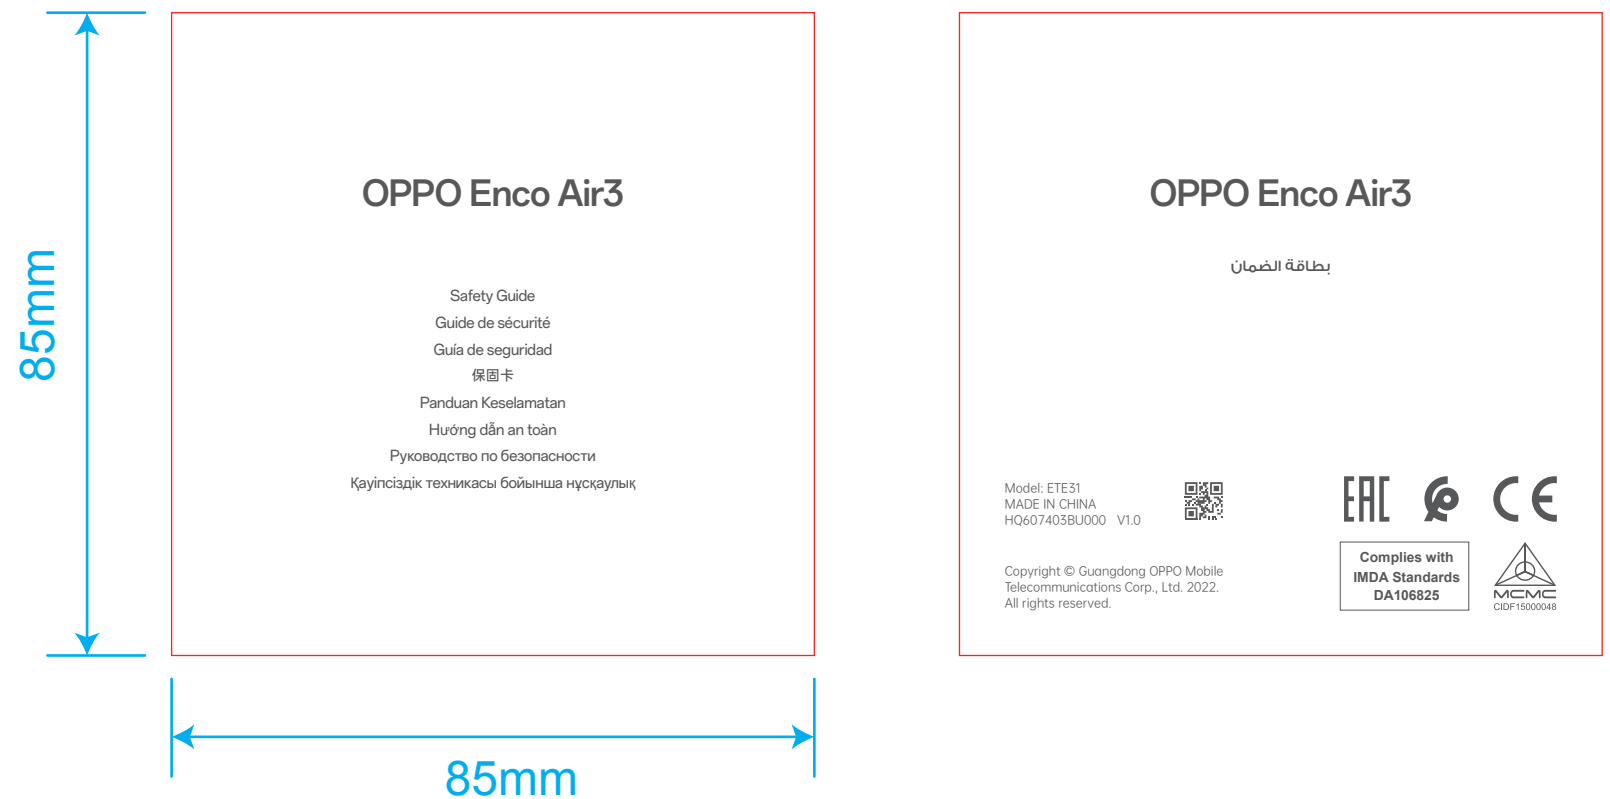 85mm
OPPO Enco Air3
Safety Guide
Guide de sécurité
Guía de seguridad
保固卡
Panduan Keselamatan
Hướng dẫn an toàn
Руководство по безопасности
Қауіпсіздік техникасы бойынша нұсқаулық
85mm
OPPO Enco Air3
بطاقة الضمان
Model: ETE31
MADE IN CHINA
HQ607403BU000 V1.0
Copyright © Guangdong OPPO Mobile
Telecommunications Corp., Ltd. 2022.
All rights reserved.
EAC
CE
Complies with
IMDA Standards
DA106825
MCMC
CIDF15000048